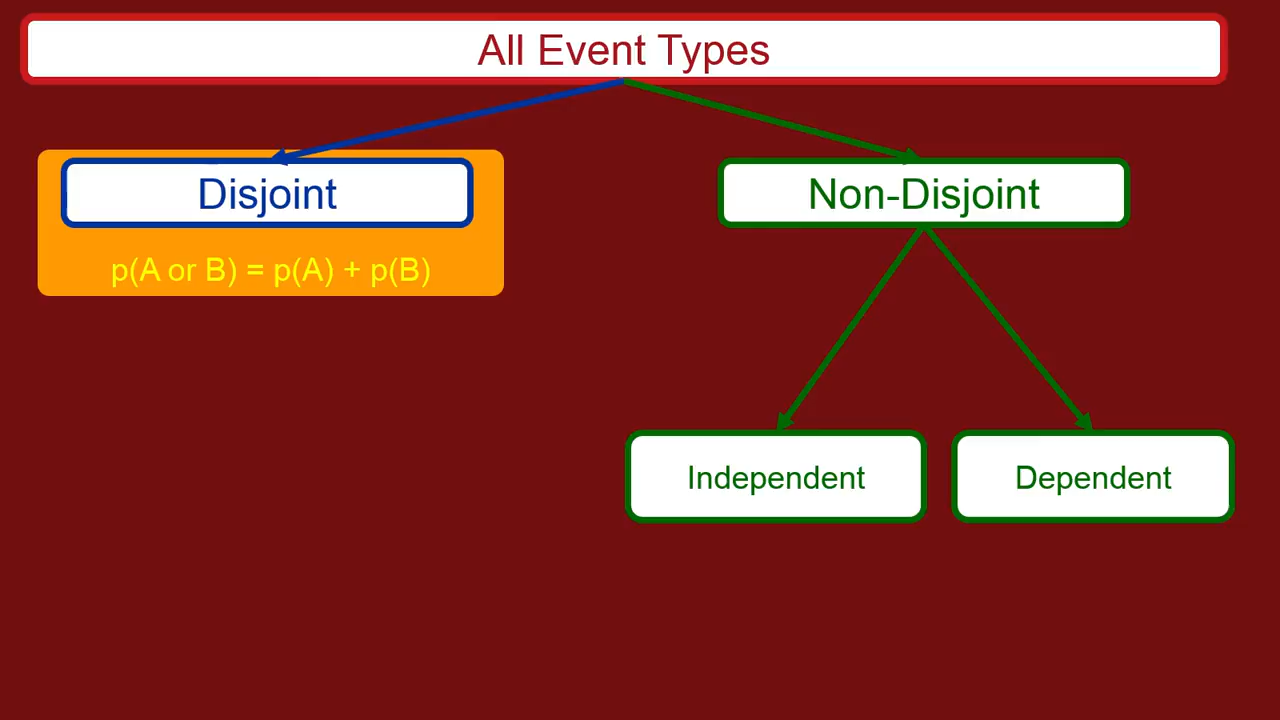 All Event Types
Disjoint
Non-Disjoint
p(A or B) = p(A) + p(B)
Independent
Dependent